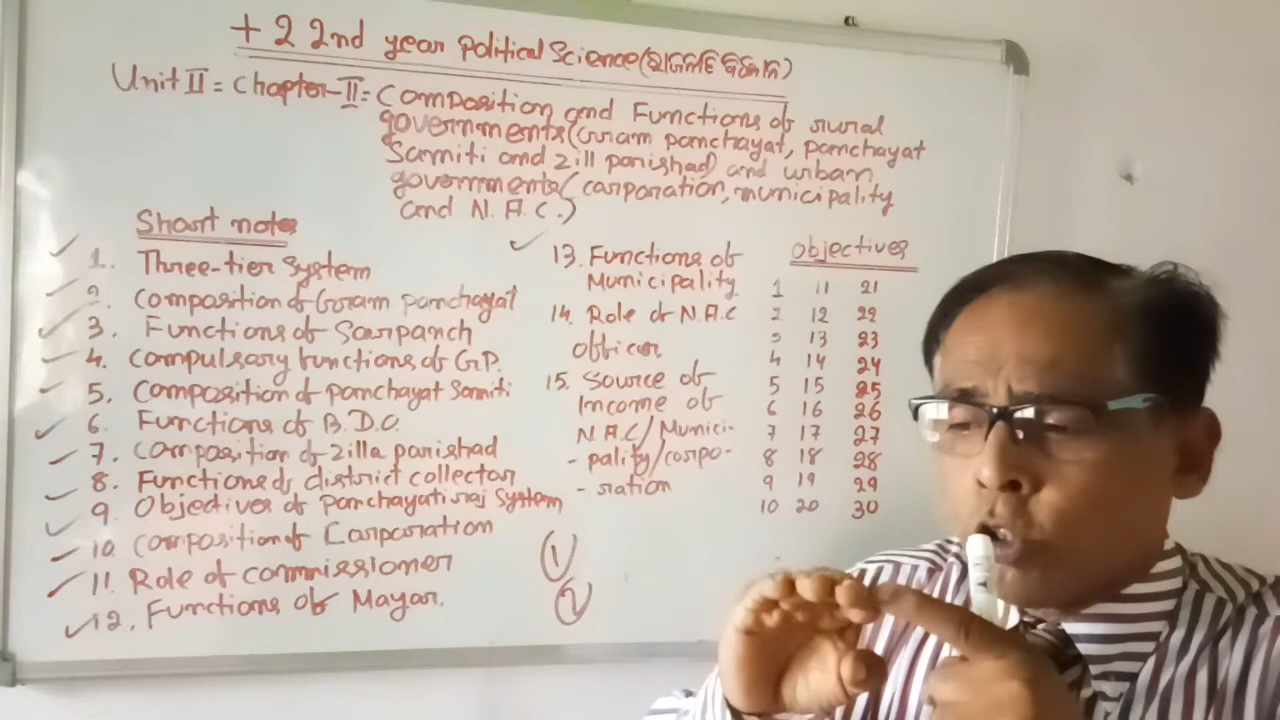 +2 2nd year Political Science (ରାଜନୀତି ବିଜ୍ଞାନ)
Unit II = Chapter-II = Composition and Functions of rural
governments (Gram panchayat, panchayat
Samiti and zill parishad) and urban
governments (carporation, municipality
and N.A.C.)
Short notes
1. Three-tier System
2. Composition of Gram panchayat
3. Functions of Sarpanch
4. Compulsary functions of G.P.
5. Composition of panchayat Samiti
6. Functions of B.D.O.
7. Composition of zilla parishad
8. Functions of district collector
9. Objectives of panchayati raj System
10. Composition of Carporation
11. Role of commissioner
12. Functions of Mayar.
1
2
13. Functions of
Municipality
14. Role of N.A.C
officer
15. Source of
Income of
N.A.C/Munici-
- pality/corpo-
- ration
Objectives
1 11 21
2 12 22
3 13 23
4 14 24
5 15 25
6 16 26
7 17 27
8 18 28
9 19 29
10 20 30